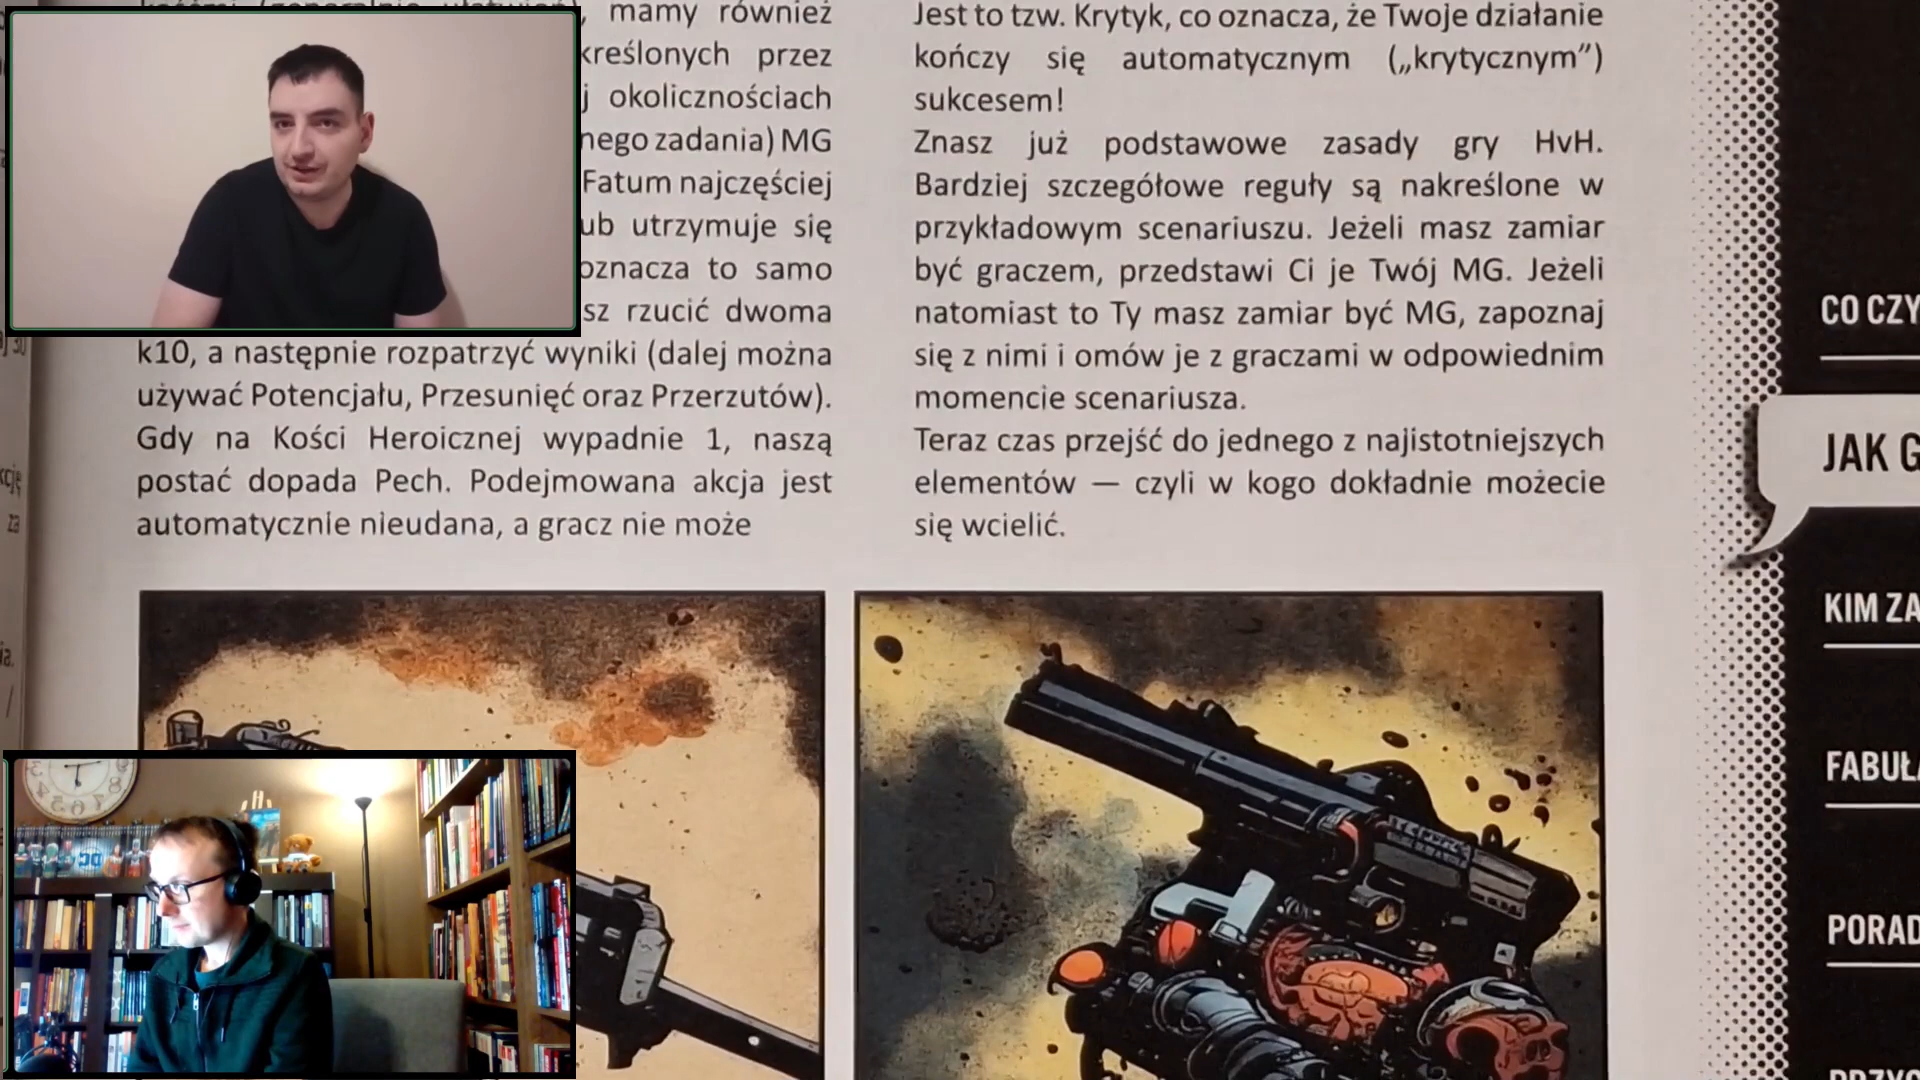 mamy również
kreślonych przez
okolicznościach
nego zadania) MG
Fatum najczęściej
ub utrzymuje się
oznacza to samo
sz rzucić dwoma
k10, a następnie rozpatrzyć wyniki (dalej można
używać Potencjału, Przesunięć oraz Przerzutów).
Gdy na Kości Heroicznej wypadnie 1, naszą
postać dopada Pech. Podejmowana akcja jest
automatycznie nieudana, a gracz nie może
Jest to tzw. Krytyk, co oznacza, że Twoje działanie
kończy się automatycznym („krytycznym”)
sukcesem!
Znasz już podstawowe zasady gry HvH.
Bardziej szczegółowe reguły są nakreślone w
przykładowym scenariuszu. Jeżeli masz zamiar
być graczem, przedstawi Ci je Twój MG. Jeżeli
natomiast to Ty masz zamiar być MG, zapoznaj
się z nimi i omów je z graczami w odpowiednim
momencie scenariusza.
Teraz czas przejść do jednego z najistotniejszych
elementów — czyli w kogo dokładnie możecie
się wcielić.
CO CZY
JAK G
KIM ZA
FABUŁ
PORAD